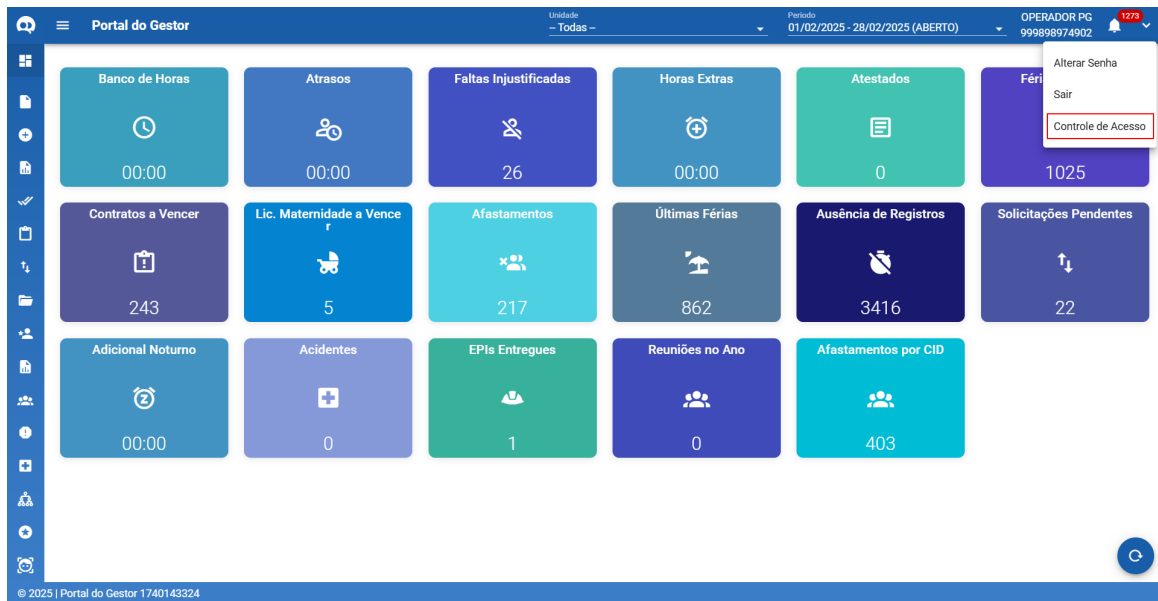 Portal do Gestor
Unidade
-- Todas --
Período
01/02/2025 - 28/02/2025 (ABERTO)
OPERADOR PG
999898974902
1273
Alterar Senha
Sair
Controle de Acesso
Banco de Horas
00:00
Atrasos
00:00
Faltas Injustificadas
26
Horas Extras
00:00
Atestados
0
Féri
1025
Contratos a Vencer
243
Lic. Maternidade a Vence
r
5
Afastamentos
217
Últimas Férias
862
Ausência de Registros
3416
Solicitações Pendentes
22
Adicional Noturno
00:00
Acidentes
0
EPIs Entregues
1
Reuniões no Ano
0
Afastamentos por CID
403
© 2025 | Portal do Gestor 1740143324